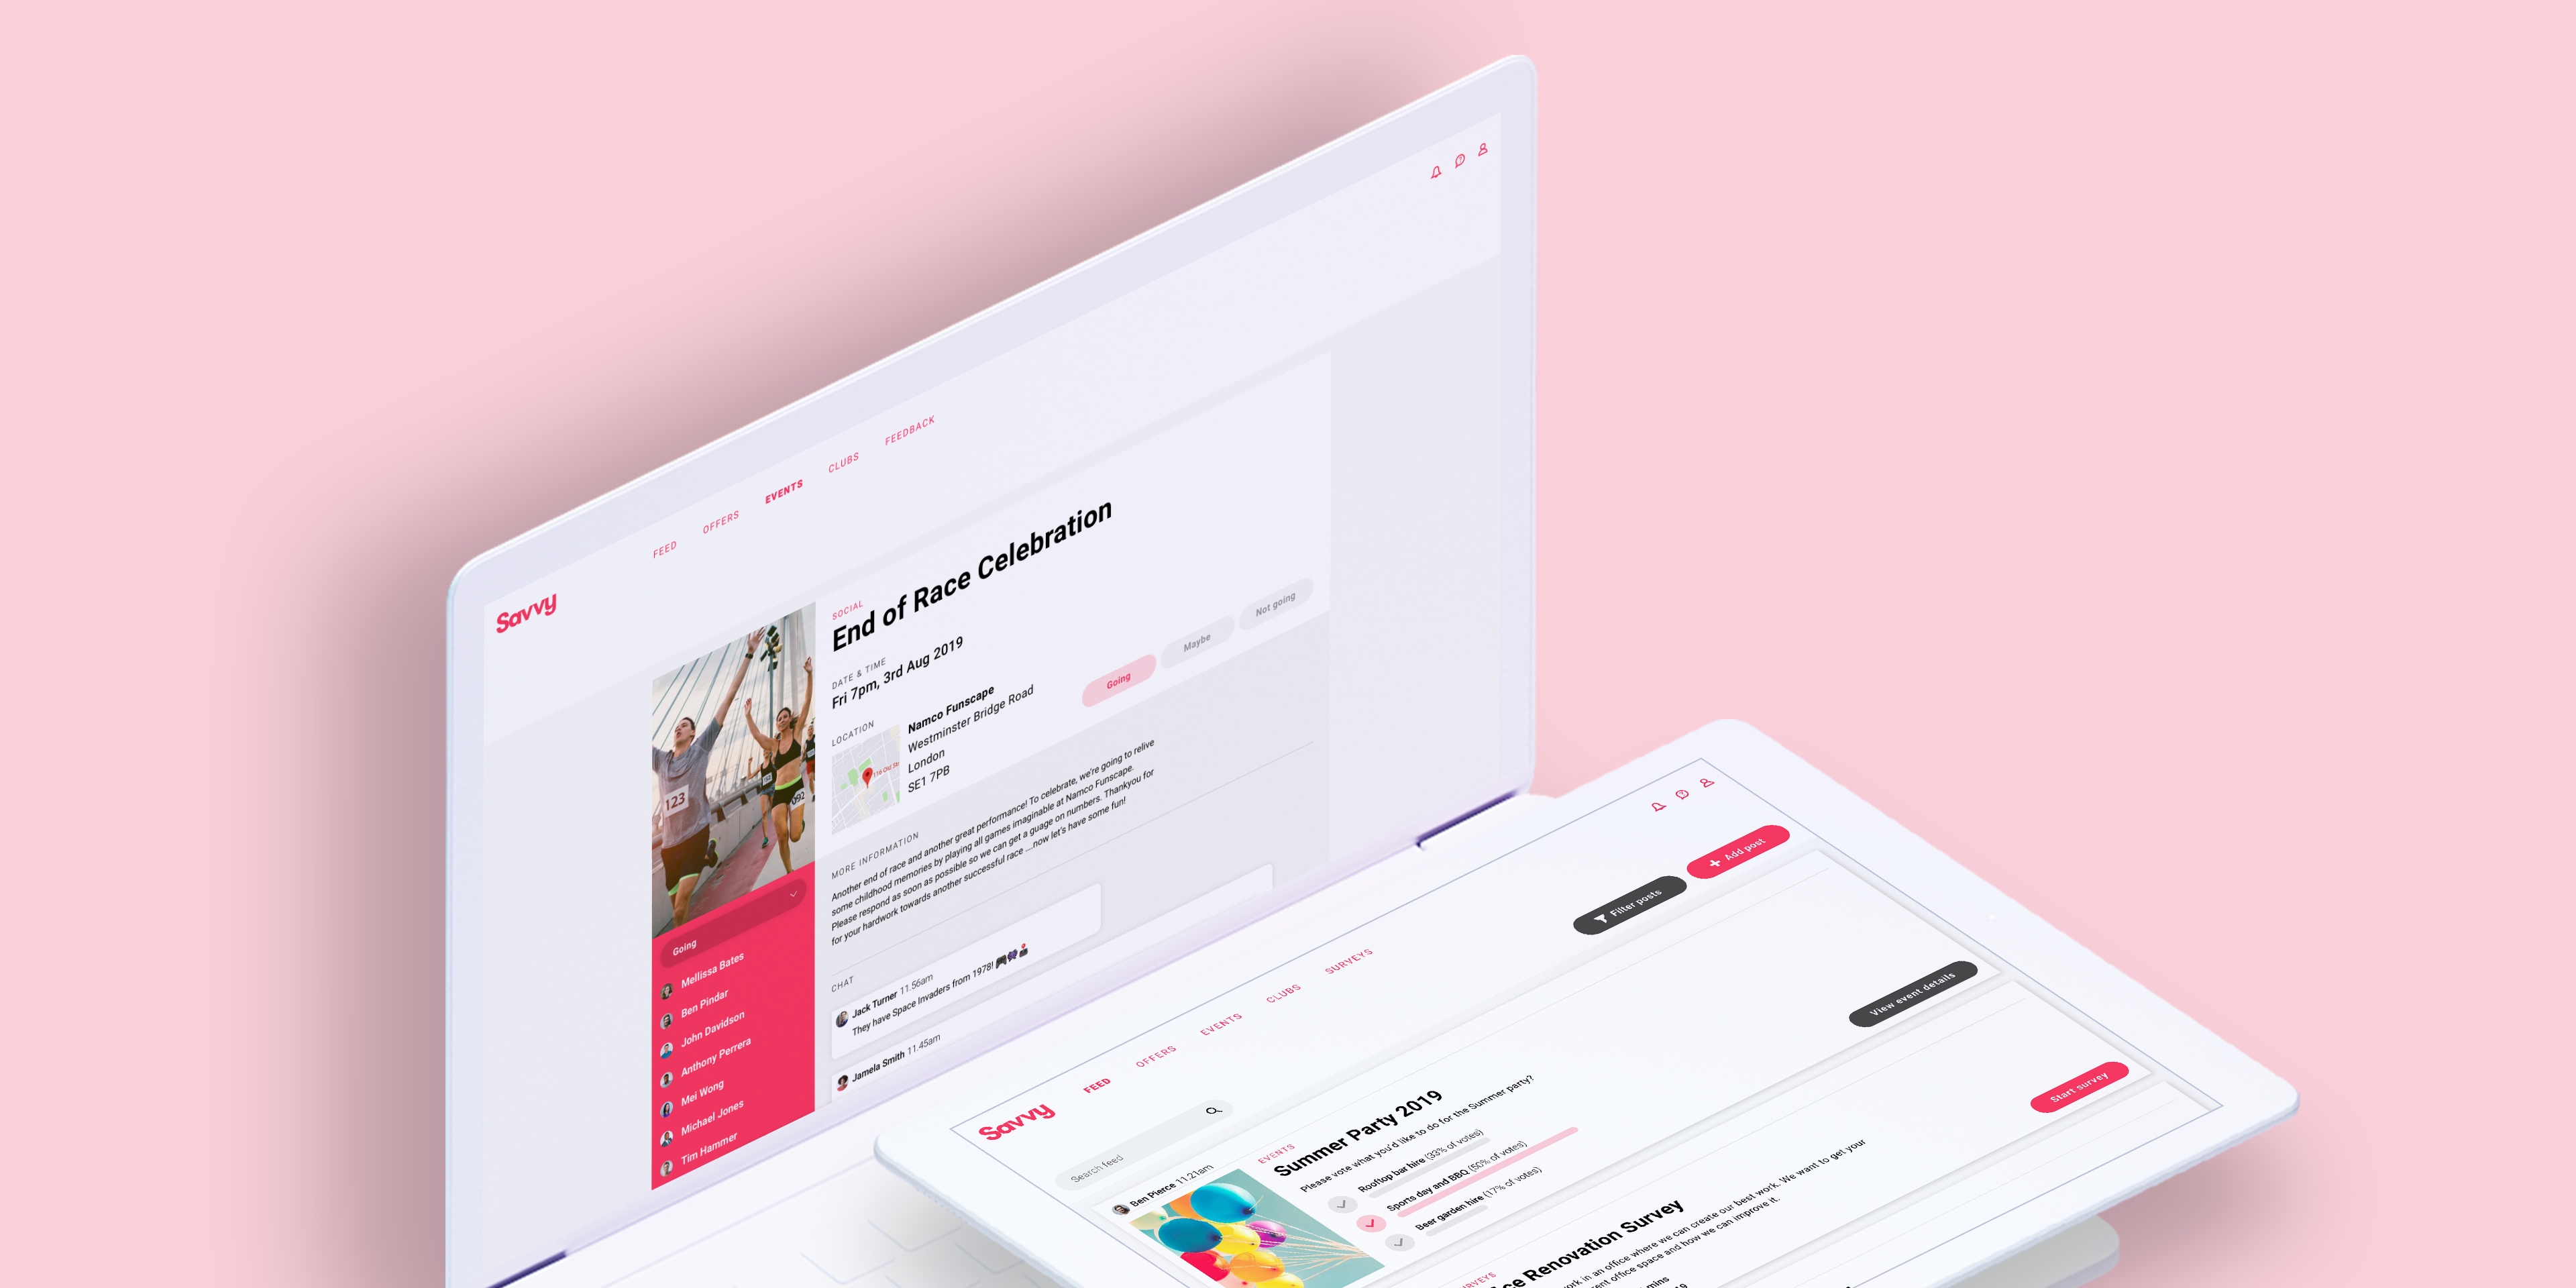 Savvy
FEED
OFFERS
EVENTS
CLUBS
FEEDBACK
SOCIAL
End of Race Celebration
DATE & TIME
Fri 7pm, 3rd Aug 2019
LOCATION
Namco Funscape
Westminster Bridge Road
London
SE1 7PB
Going
Maybe
Not going
123
092
MORE INFORMATION
Another end of race and another great performance! To celebrate, we're going to relive
some childhood memories by playing all games imaginable at Namco Funscape.
Please respond as soon as possible so we can get a guage on numbers. Thankyou for
for your hardwork towards another successful race ...now let's have some fun!
Going
Mellissa Bates
Ben Pindar
John Davidson
Anthony Perrera
Mei Wong
Michael Jones
Tim Hammer
CHAT
Jack Turner 11.56am
They have Space Invaders from 1978!
Jamela Smith 11.45am
Savvy
FEED
OFFERS
EVENTS
CLUBS
SURVEYS
Search feed
Filter posts
Add post
Ben Pierce 11.21am
EVENTS
Summer Party 2019
Please vote what you'd like to do for the Summer party?
Rooftop bar hire (33% of votes)
Sports day and BBQ (50% of votes)
Beer garden hire (17% of votes)
View event details
Renovation Survey
in an office where we can create our best work. We want to get your
office space and how we can improve it.
mins
Start survey